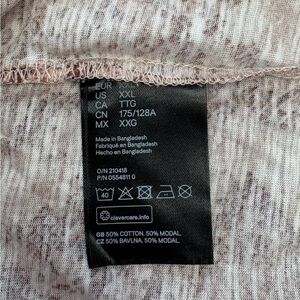 EUR XXL
US XXL
CA TTG
CN 175/128A
MX XXG
Made in Bangladesh
Fabriqué en Bangladesh
Hecho en Bangladesh
O/N 210418
P/N 0554811 0
40
clevercare.info
GB 50% COTTON. 50% MODAL.
CZ 50% BAVLNA. 50% MODAL.